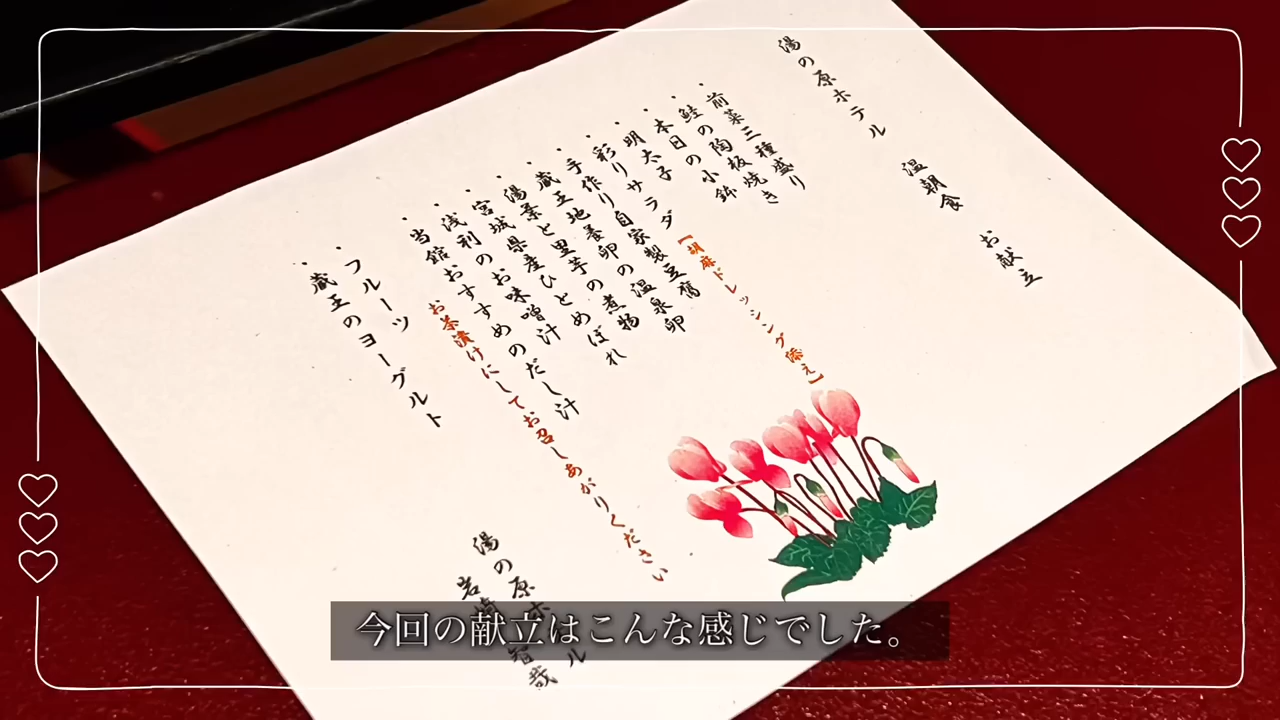 湯の原ホテル 温朝食 お献立
・前菜三種盛り
・鮭の陶板焼き
・本日の小鉢
・明太子
・彩りサラダ【胡麻ドレッシング添え】
・手作り自家製豆腐
・蔵王地養卵の温泉卵
・湯葉と里芋の煮物
・宮城県産ひとめぼれ
・浅利のお味噌汁
・当館おすすめのだし汁
お茶漬けにしてお召しあがりください
・フルーツ
・蔵王のヨーグルト
湯の原ホテル
岩崎智哉
今回の献立はこんな感じでした。